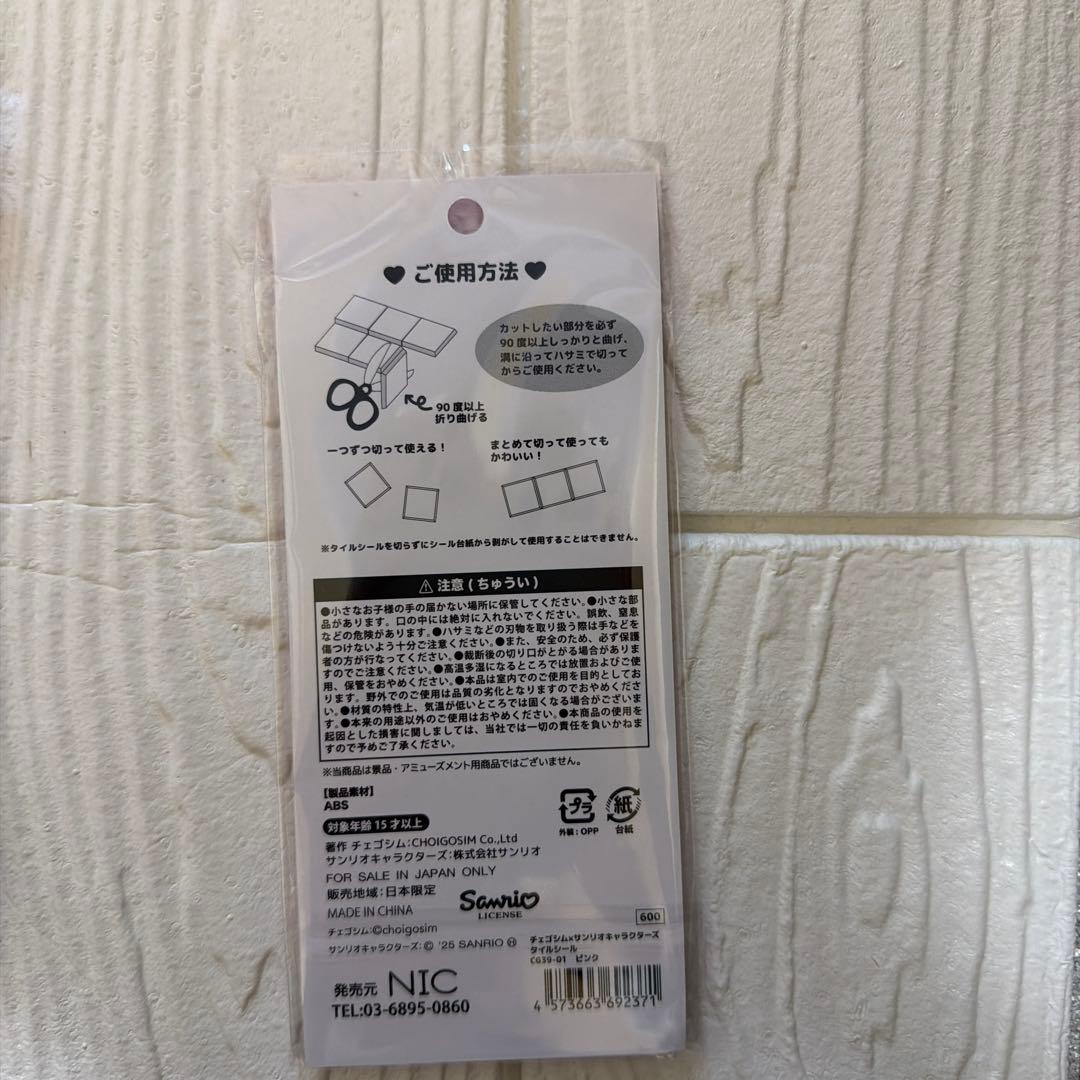 ♥ ご使用方法 ♥
カットしたい部分を必ず
90度以上しっかりと曲げ、
溝に沿ってハサミで切って
からご使用ください。
90度以上
折り曲げる
一つずつ切って使える！
まとめて切って使っても
かわいい！
※タイルシールを切らずにシール台紙から剥がして使用することはできません。
⚠ 注意 (ちゅうい)
●小さなお子様の手の届かない場所に保管してください。●小さな部
品があります。口の中には絶対に入れないでください。誤飲、窒息
などの危険があります。●ハサミなどの刃物を取り扱う際は手などを
傷つけないよう十分ご注意ください。●また、安全のため、必ず保護
者の方が行なってください。●裁断後の切り口がとがる場合がありま
すのでご注意ください。●高温多湿になるところでは放置およびご使
用、保管をおやめください。●本品は室内でのご使用を目的としてお
ります。野外でのご使用は品質の劣化となりますのでおやめくださ
い。●材質の特性上、気温が低いところでは固くなる場合がございま
す。●本来の用途以外のご使用はおやめください。●本商品の使用を
起因とした損害に関しましては、当社では一切の責任を負いかねま
すので予めご了承ください。
※当商品は景品・アミューズメント用商品ではございません。
【製品素材】
ABS
対象年齢15才以上
プラ
外装：OPP
紙
台紙
著作 チェゴシム：CHOIGOSIM Co.,Ltd
サンリオキャラクターズ：株式会社サンリオ
FOR SALE IN JAPAN ONLY
販売地域：日本限定
MADE IN CHINA
Sanrio
LICENSE
チェゴシム：©choigosim
サンリオキャラクターズ：© '25 SANRIO Ⓗ
600
チェゴシム×サンリオキャラクターズ
タイルシール
CG39-01 ピンク
4 573663 692371
発売元 NIC
TEL:03-6895-0860